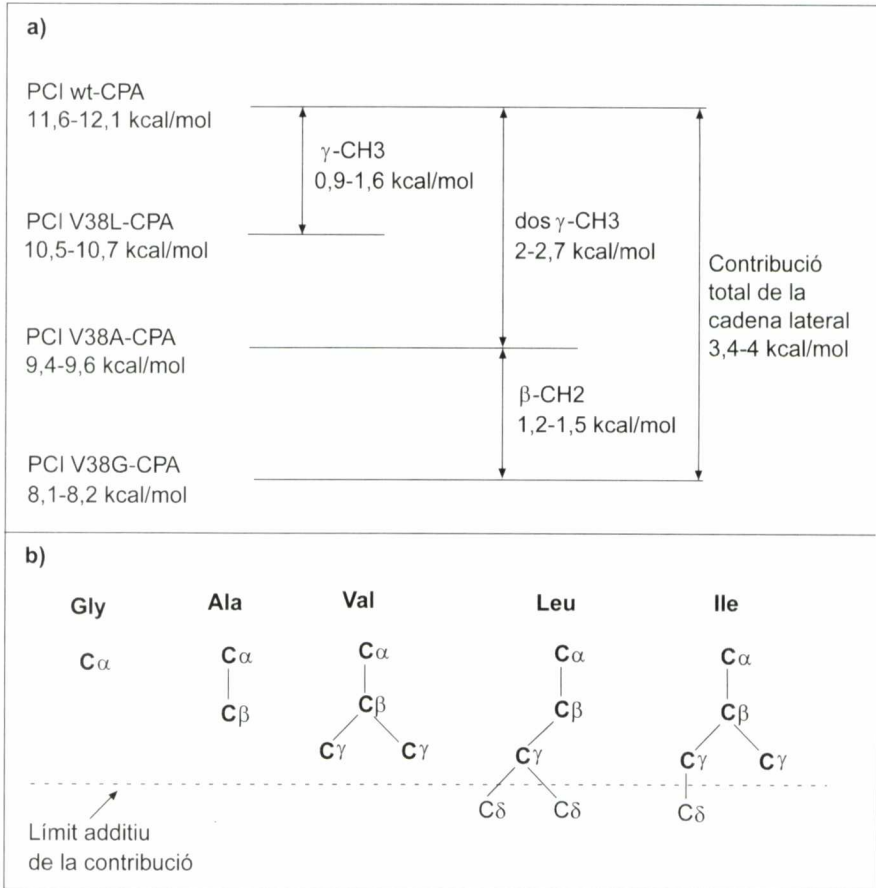 a)
PCI wt-CPA
11,6-12,1 kcal/mol
γ-CH3
0,9-1,6 kcal/mol
PCI V38L-CPA
10,5-10,7 kcal/mol
dos γ-CH3
2-2,7 kcal/mol
Contribució
total de la
cadena lateral
3,4-4 kcal/mol
PCI V38A-CPA
9,4-9,6 kcal/mol
β-CH2
1,2-1,5 kcal/mol
PCI V38G-CPA
8,1-8,2 kcal/mol
b)
Gly Ala Val Leu Ile
Cα Cα Cα Cα Cα
Cβ Cβ Cβ Cβ
Cγ Cγ Cγ Cγ Cγ
Cδ Cδ Cδ
Límit additiu
de la contribució